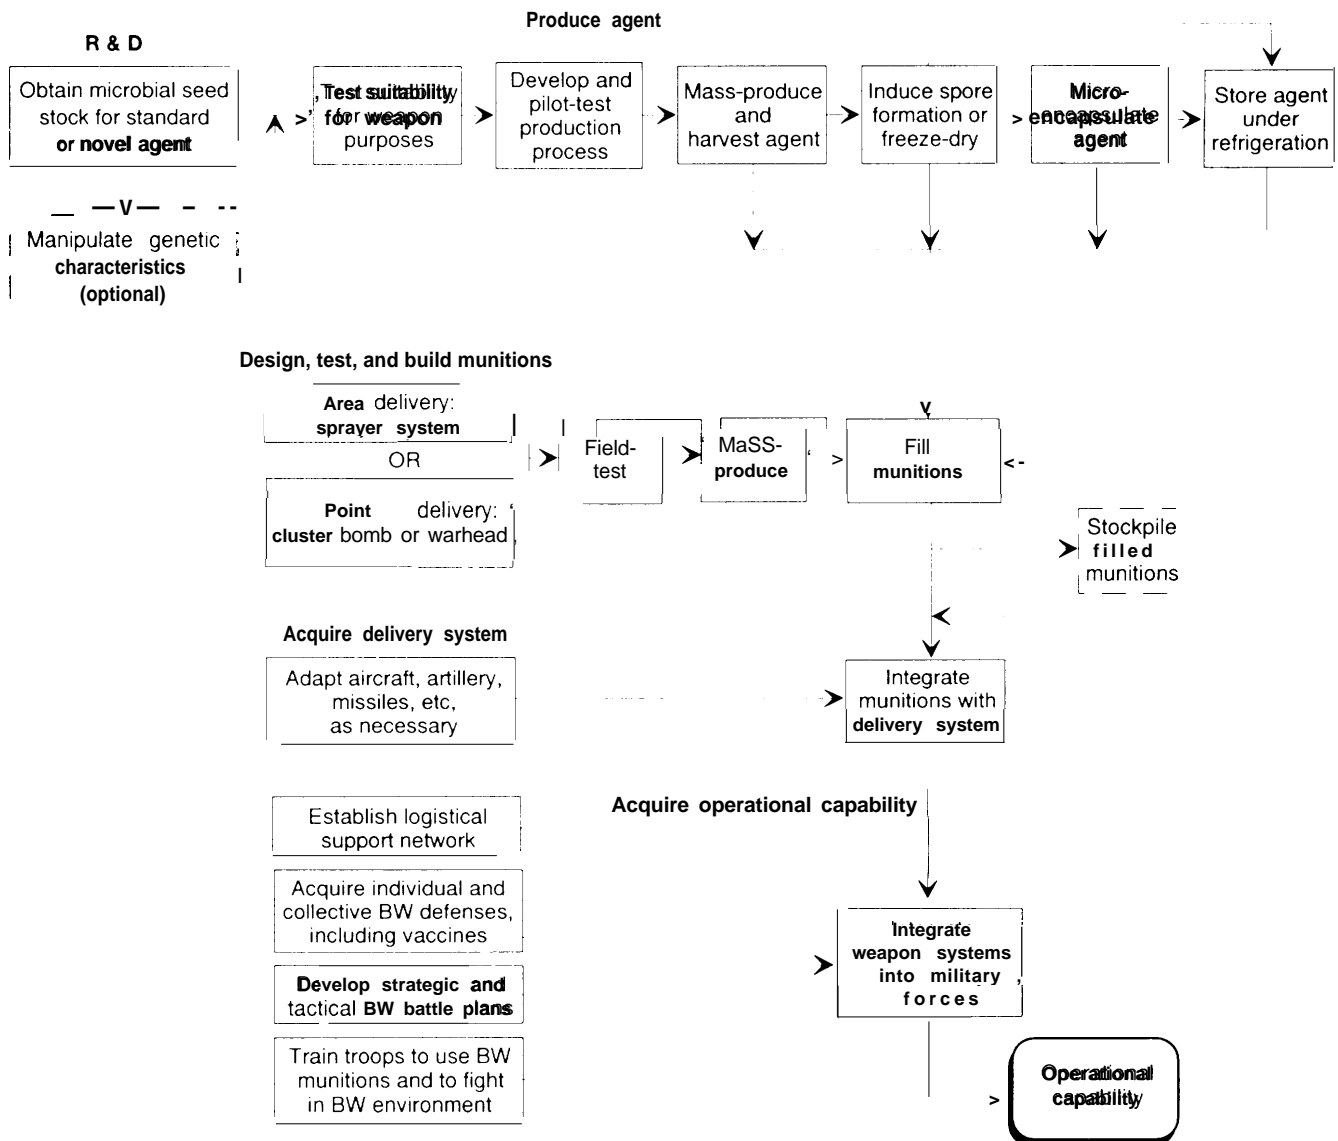 Produce agent
R & D
Obtain microbial seed
stock for standard
or novel agent
Test suitability
for weapon
purposes
Develop and
pilot-test
production
process
Mass-produce
and
harvest agent
Induce spore
formation or
freeze-dry
Micro-
encapsulate
agent
Store agent
under
refrigeration
Manipulate genetic
characteristics
(optional)
Design, test, and build munitions
Area delivery:
sprayer system
OR
Point delivery:
cluster bomb or warhead
Field-
test
MaSS-
produce
Fill
munitions
Stockpile
filled
munitions
Acquire delivery system
Adapt aircraft, artillery,
missiles, etc,
as necessary
Integrate
munitions with
delivery system
Acquire operational capability
Establish logistical
support network
Acquire individual and
collective BW defenses,
including vaccines
Develop strategic and
tactical BW battle plans
Train troops to use BW
munitions and to fight
in BW environment
Integrate
weapon systems
into military
forces
Operational
capability